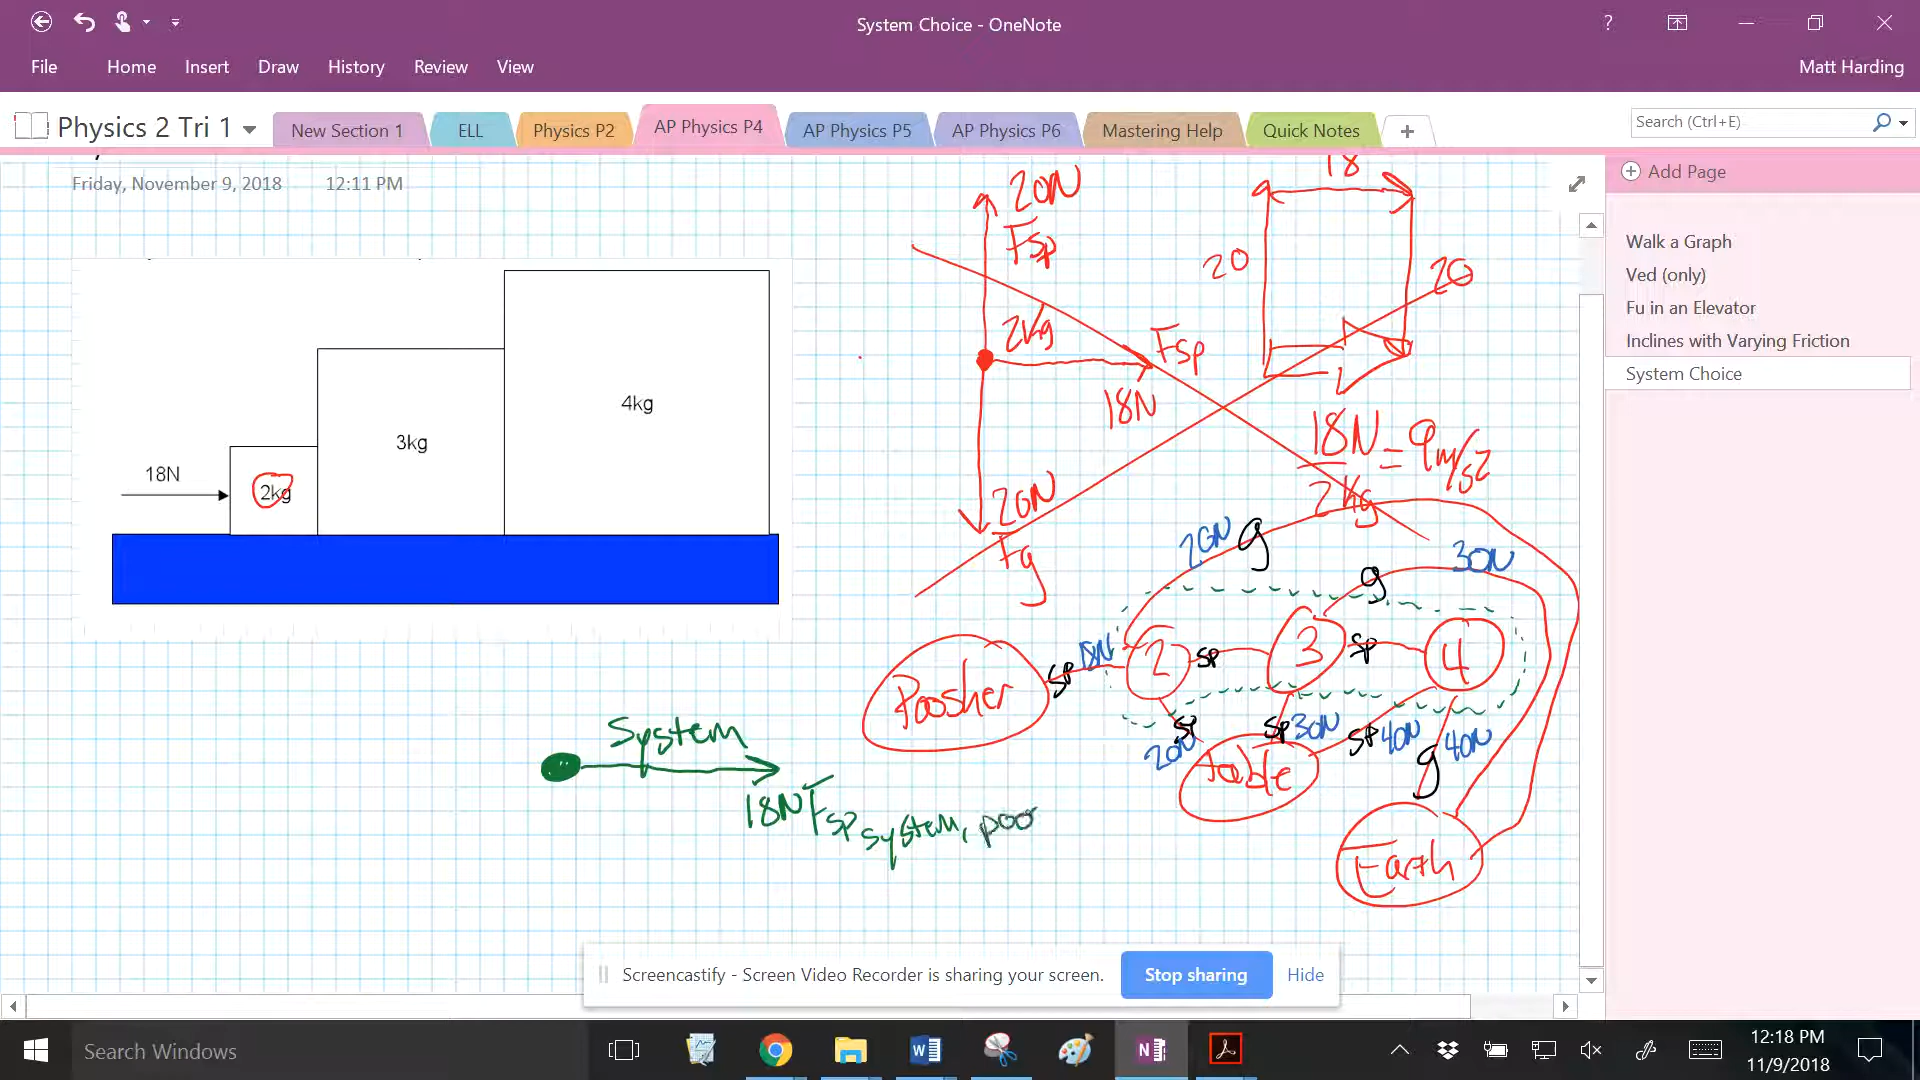 System Choice - OneNote
?
File Home Insert Draw History Review View
Matt Harding
Physics 2 Tri 1
New Section 1
ELL
Physics P2
AP Physics P4
AP Physics P5
AP Physics P6
Mastering Help
Quick Notes
Search (Ctrl+E)
Friday, November 9, 2018 12:11 PM
Add Page
Walk a Graph
Ved (only)
Fu in an Elevator
Inclines with Varying Friction
System Choice
18N
2kg
3kg
4kg
20N
Fsp
2kg
Fsp
18N
20N
Fg
18
20
20
18N = 9 m/s2
2kg
20N g
g 30N
Poosher
sp 18N
2
sp
3
sp
4
sp
20N
sp 30N
sp 40N
g 40N
table
Earth
System
18N Fsp system, poo
Screencastify - Screen Video Recorder is sharing your screen.
Stop sharing
Hide
Search Windows
12:18 PM
11/9/2018